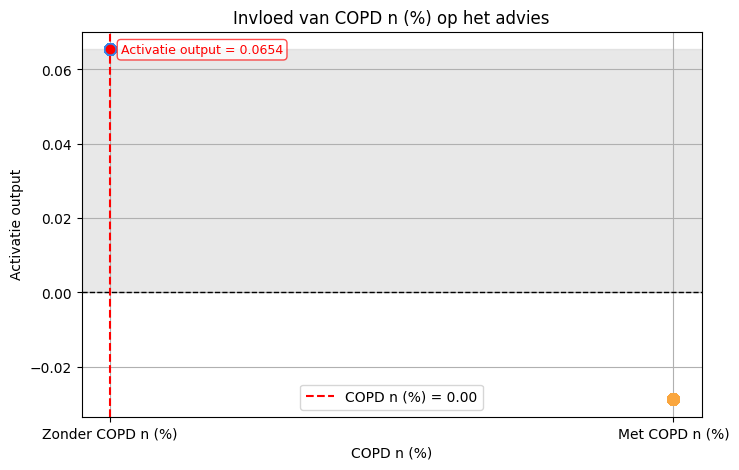 Invloed van COPD n (%) op het advies
Activatie output = 0.0654
0.06
0.04
0.02
0.00
−0.02
Activatie output
COPD n (%) = 0.00
Zonder COPD n (%)
Met COPD n (%)
COPD n (%)